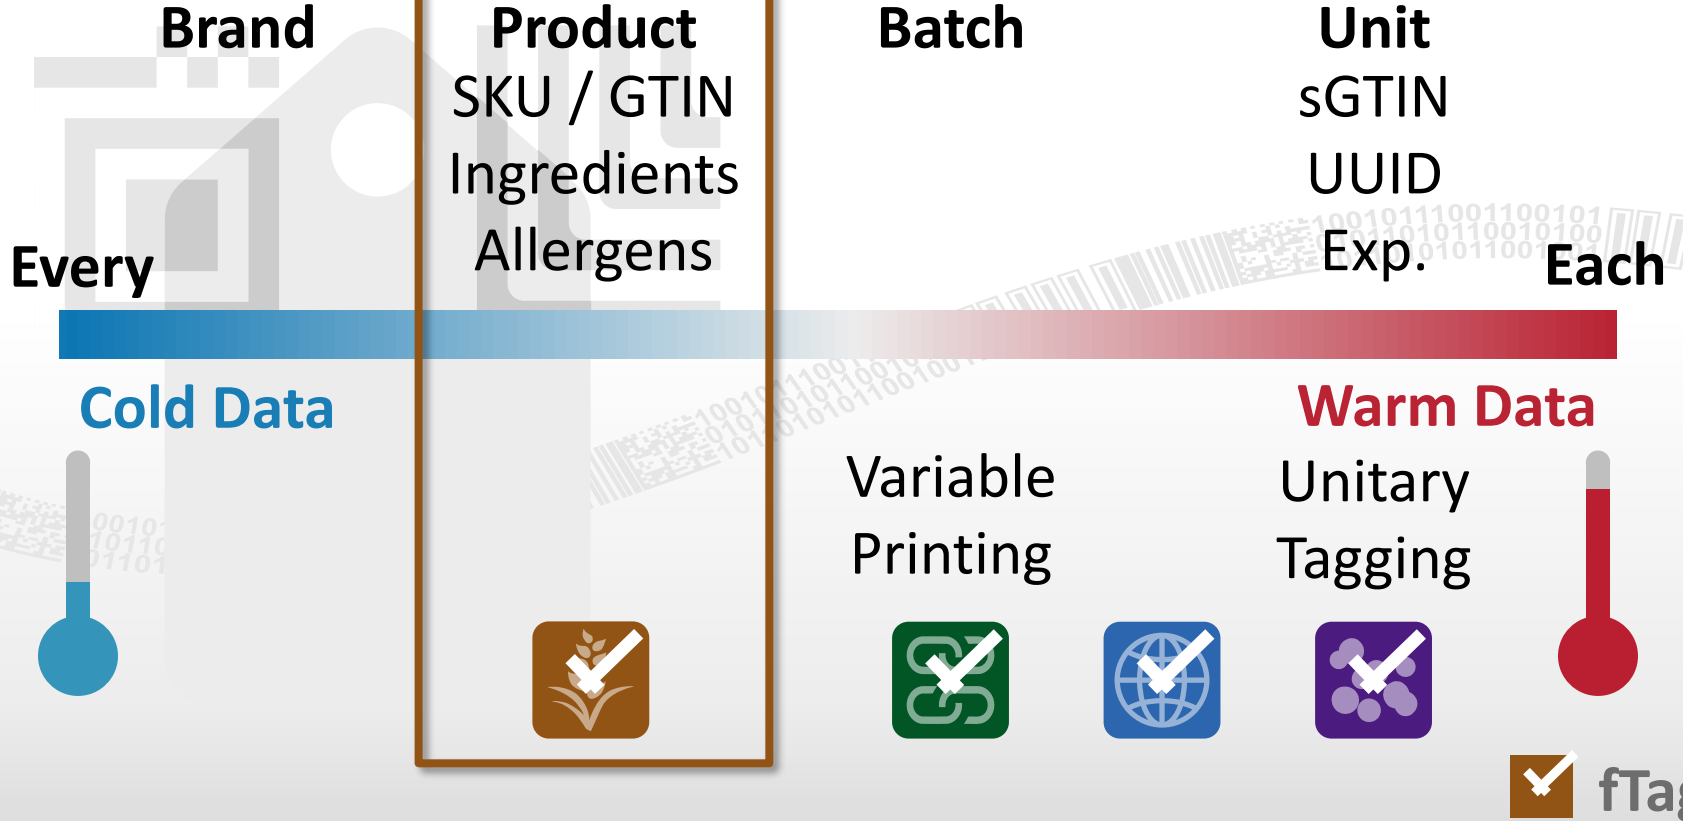 Brand Product Batch Unit
SKU / GTIN sGTIN
Ingredients UUID
Allergens Exp.
Every Each
Cold Data Warm Data
Variable Unitary
Printing Tagging
fTag